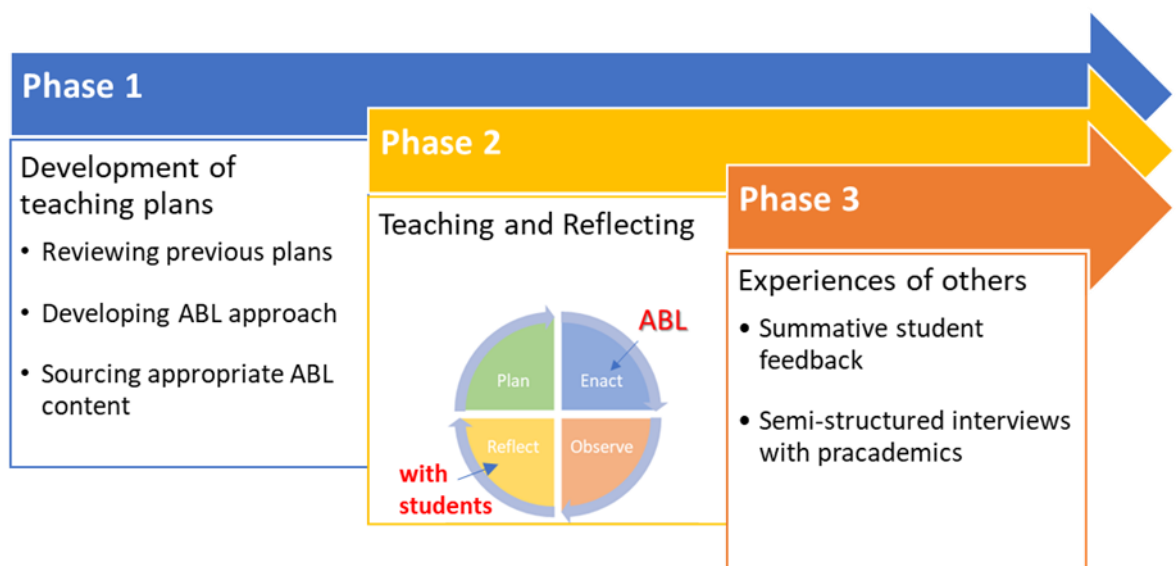 Phase 1
Development of
teaching plans
• Reviewing previous plans
• Developing ABL approach
• Sourcing appropriate ABL
content
Phase 2
Teaching and Reflecting
ABL
Plan
Enact
Reflect
Observe
with
students
Phase 3
Experiences of others
• Summative student
feedback
• Semi-structured interviews
with pracademics